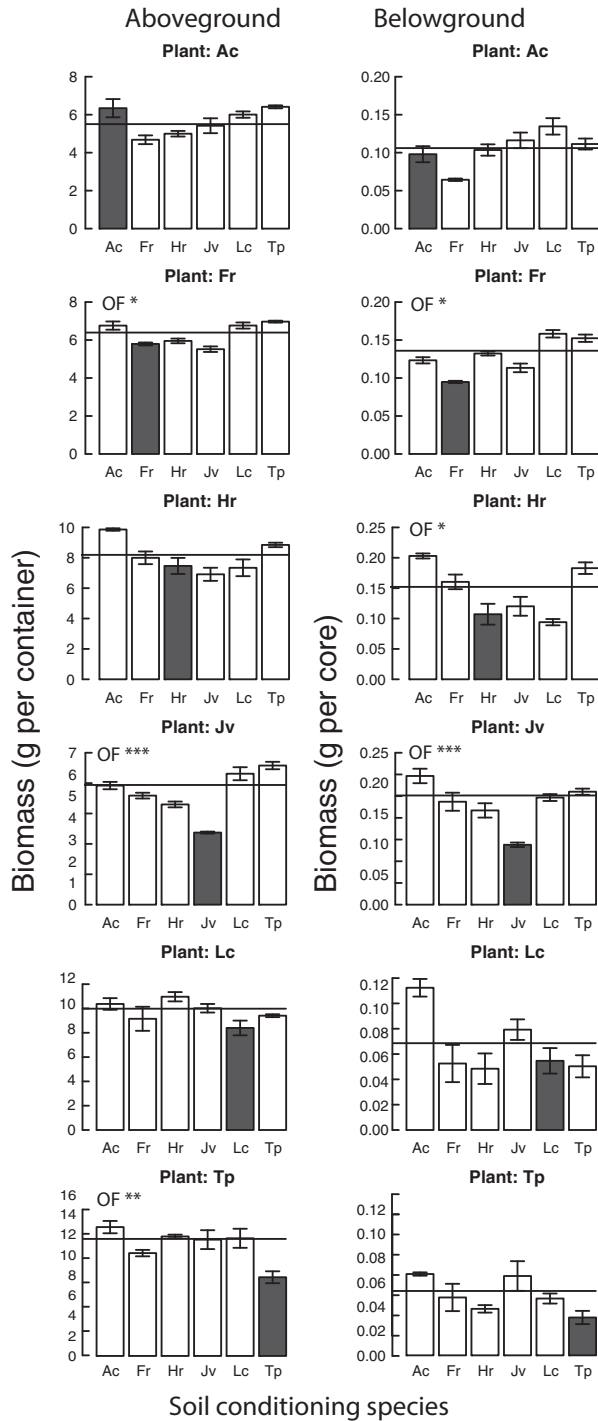 Aboveground
Belowground
Biomass (g per container)
Biomass (g per core)
Plant: Ac
8
6
4
2
0
Ac Fr Hr Jv Lc Tp
Plant: Ac
0.20
0.15
0.10
0.05
0.00
Ac Fr Hr Jv Lc Tp
Plant: Fr
OF *
8
6
4
2
0
Ac Fr Hr Jv Lc Tp
Plant: Fr
OF *
0.20
0.15
0.10
0.05
0.00
Ac Fr Hr Jv Lc Tp
Plant: Hr
10
8
6
4
2
0
Ac Fr Hr Jv Lc Tp
Plant: Hr
OF *
0.25
0.20
0.15
0.10
0.05
0.00
Ac Fr Hr Jv Lc Tp
Plant: Jv
OF ***
7
6
4
3
2
1
0
Ac Fr Hr Jv Lc Tp
Plant: Jv
OF ***
0.20
0.10
0.05
0.00
Ac Fr Hr Jv Lc Tp
Plant: Lc
12
10
8
6
4
2
0
Ac Fr Hr Jv Lc Tp
Plant: Lc
0.12
0.08
0.06
0.04
0.02
0.00
Ac Fr Hr Jv Lc Tp
Plant: Tp
OF **
16
14
12
10
8
6
4
2
0
Ac Fr Hr Jv Lc Tp
Plant: Tp
0.12
0.08
0.06
0.04
0.02
0.00
Ac Fr Hr Jv Lc Tp
Soil conditioning species